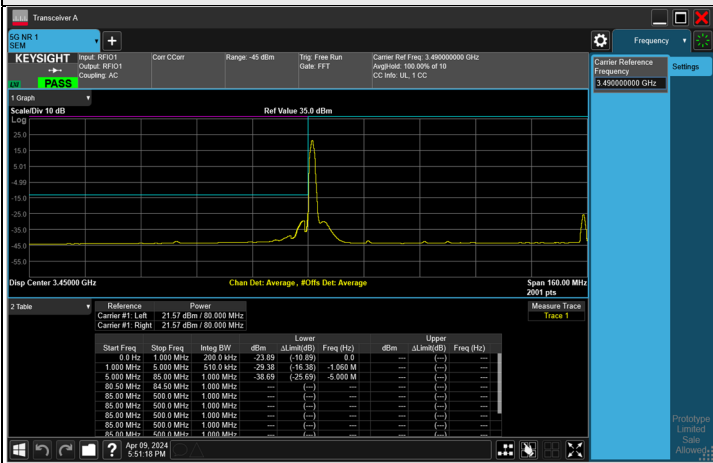 Transceiver A
5G NR 1
SEM
Frequency
KEYSIGHT
LXI
PASS
Input: RFIO1
Output: RFIO1
Coupling: AC
Corr CCorr
Range: -45 dBm
Trig: Free Run
Gate: FFT
Carrier Ref Freq: 3.490000000 GHz
Avg|Hold: 100.00% of 10
CC Info: UL, 1 CC
Carrier Reference
Frequency
3.490000000 GHz
Settings
1 Graph
Scale/Div 10 dB
Ref Value 35.0 dBm
Log
25.0
15.0
5.01
-4.99
-15.0
-25.0
-35.0
-45.0
-55.0
Disp Center 3.45000 GHz
Chan Det: Average , #Offs Det: Average
Span 160.00 MHz
2001 pts
2 Table
Reference Power
Carrier #1: Left 21.57 dBm / 80.000 MHz
Carrier #1: Right 21.57 dBm / 80.000 MHz
Measure Trace
Trace 1
Lower Upper
Start Freq Stop Freq Integ BW dBm ΔLimit(dB) Freq (Hz) dBm ΔLimit(dB) Freq (Hz)
0.0 Hz 1.000 MHz 200.0 kHz -23.89 (-10.89) 0.0 --- (---) ---
1.000 MHz 5.000 MHz 510.0 kHz -29.38 (-16.38) -1.060 M --- (---) ---
5.000 MHz 85.00 MHz 1.000 MHz -38.69 (-25.69) -5.000 M --- (---) ---
80.50 MHz 84.50 MHz 1.000 MHz --- (---) --- --- (---) ---
85.00 MHz 500.0 MHz 1.000 MHz --- (---) --- --- (---) ---
85.00 MHz 500.0 MHz 1.000 MHz --- (---) --- --- (---) ---
85.00 MHz 500.0 MHz 1.000 MHz --- (---) --- --- (---) ---
85.00 MHz 500.0 MHz 1.000 MHz --- (---) --- --- (---) ---
Prototype
Limited
Sale
Allowed
?
Apr 09, 2024
5:51:18 PM